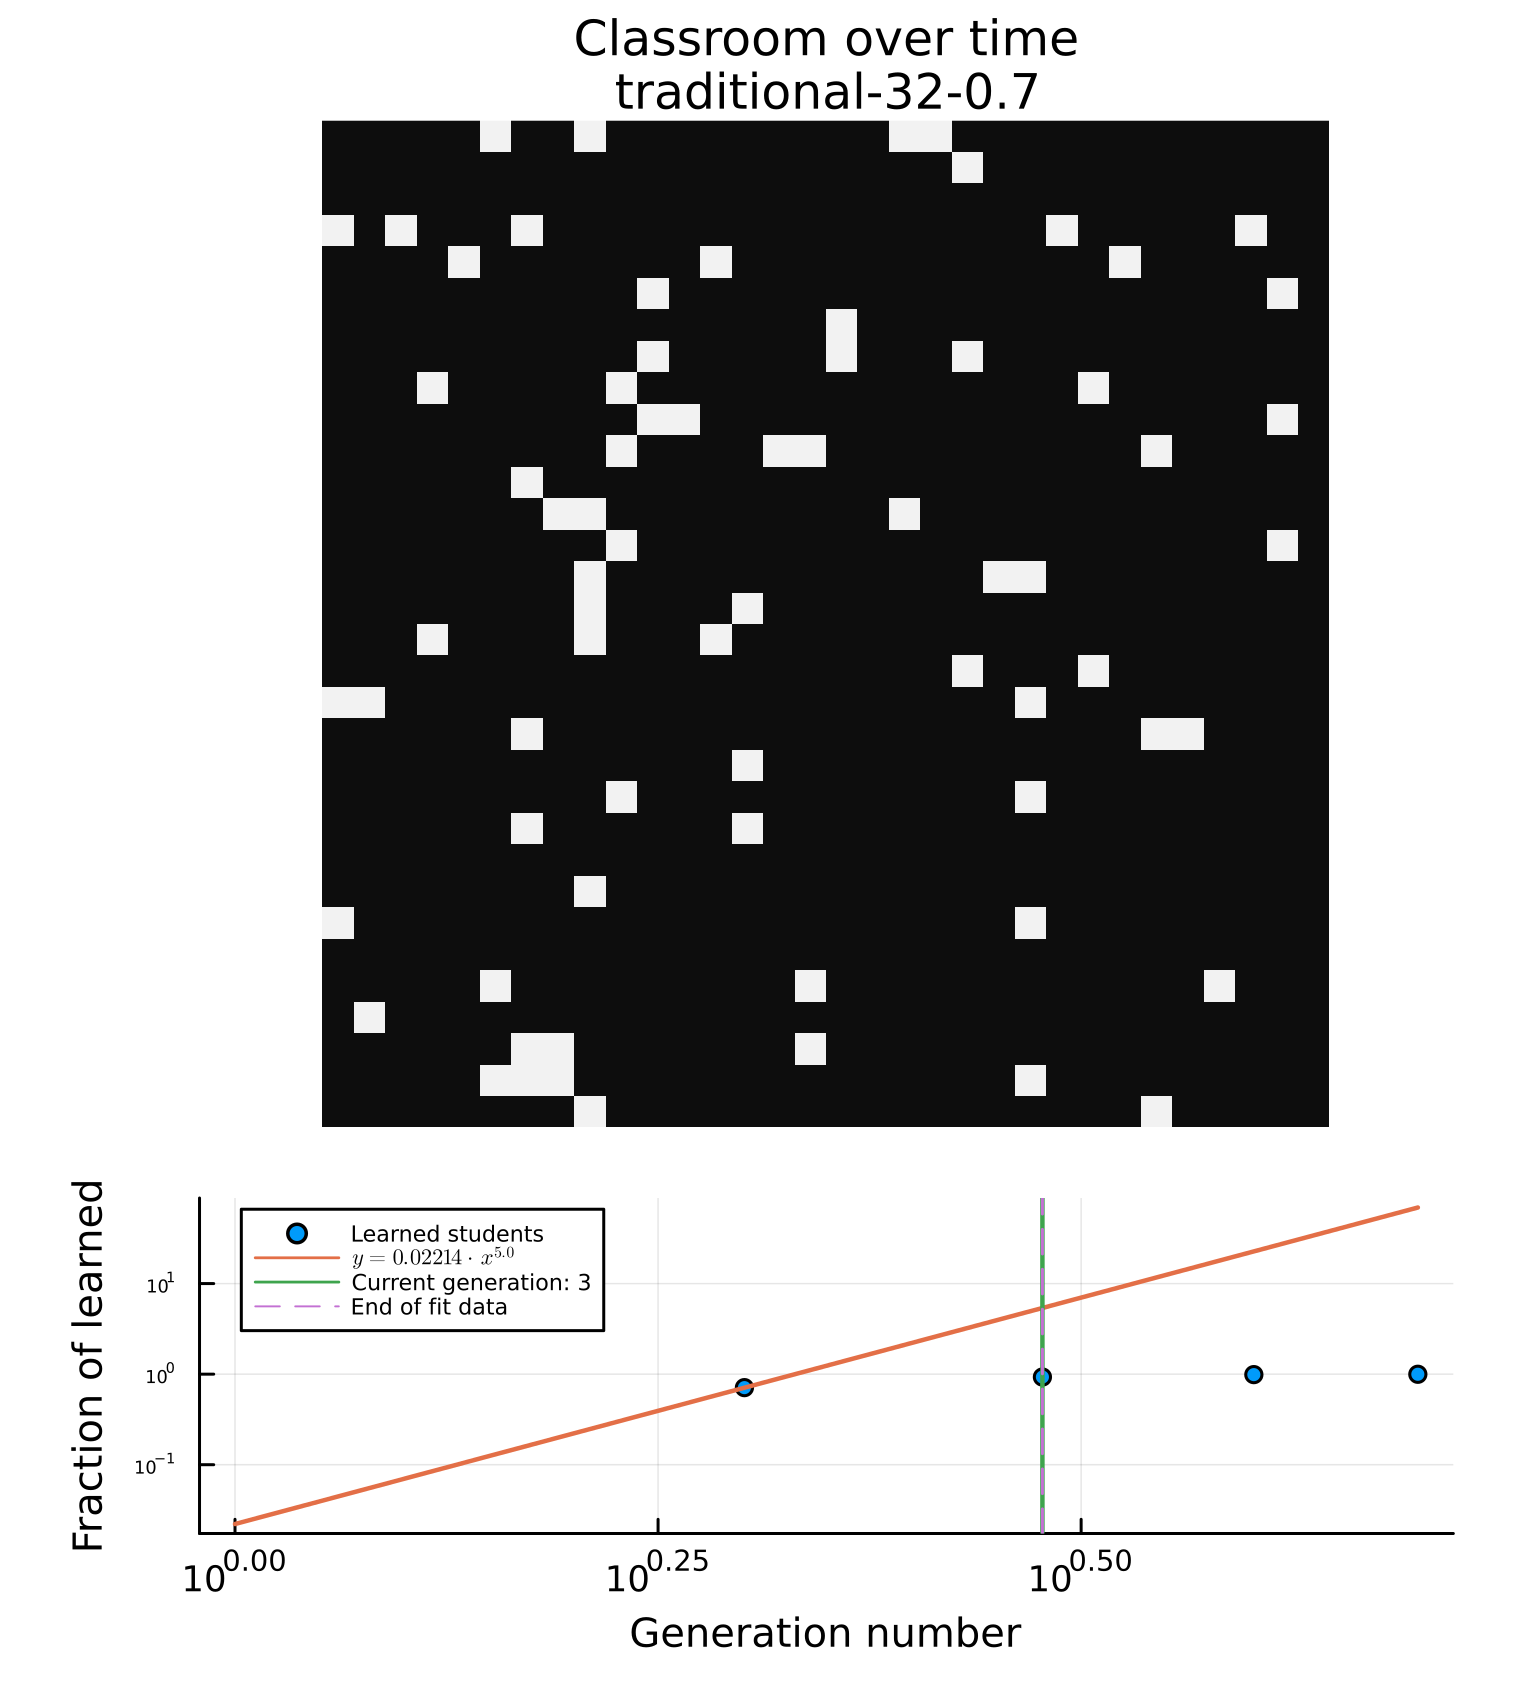 Classroom over time
traditional-32-0.7
Fraction of learned
Learned students
y = 0.02214 · x^5.0
Current generation: 3
End of fit data
10^1
10^0
10^−1
10^0.00
10^0.25
10^0.50
Generation number